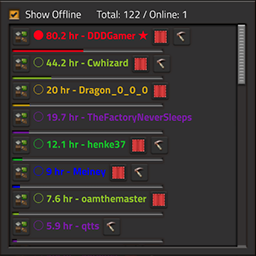 Show Offline Total: 122 / Online: 1
80.2 hr - DDDGamer ★
44.2 hr - Cwhizard
20 hr - Dragon_0_0_0
19.7 hr - TheFactoryNeverSleeps
12.1 hr - henke37
9 hr - Melney
7.6 hr - oamthemaster
5.9 hr - qtts